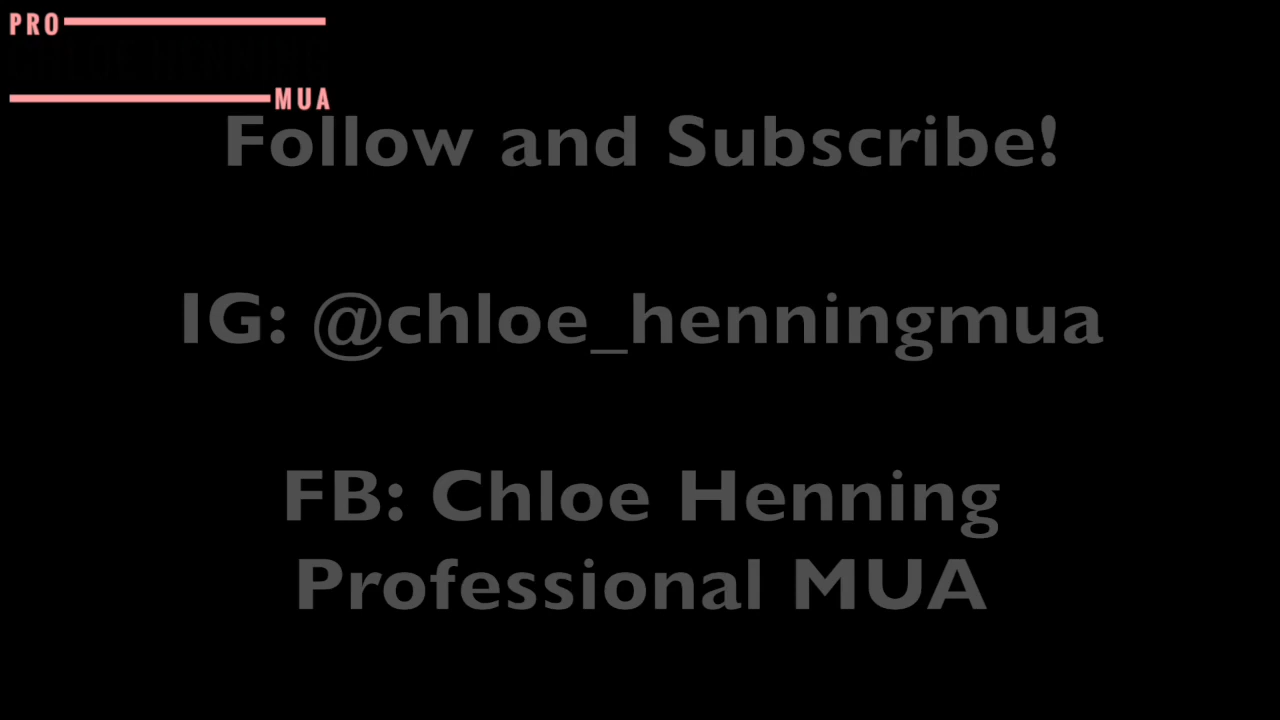 PRO
MUA
Follow and Subscribe!
IG: @chloe_henningmua
FB: Chloe Henning
Professional MUA